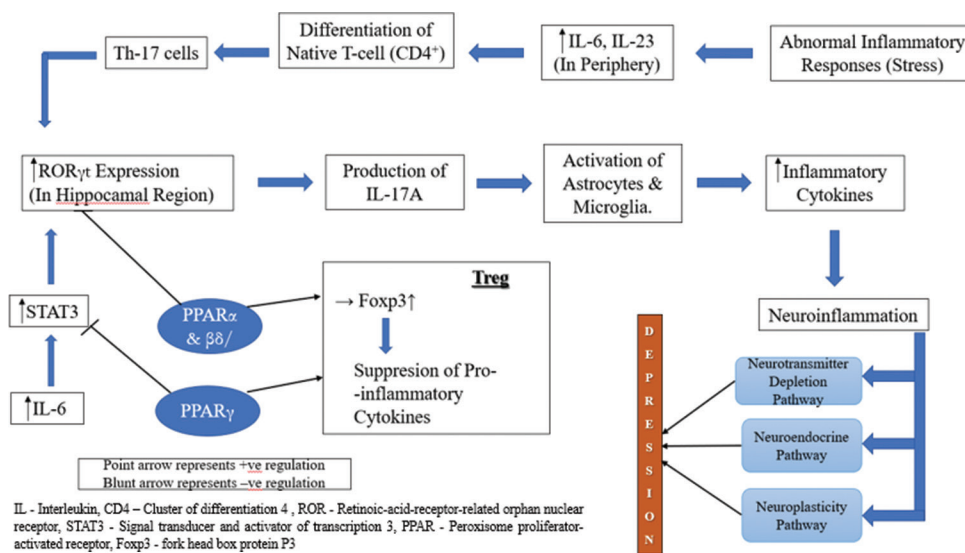 Th-17 cells
Differentiation of
Native T-cell (CD4⁺)
↑IL-6, IL-23
(In Periphery)
Abnormal Inflammatory
Responses (Stress)
↑RORγt Expression
(In Hippocamal Region)
Production of
IL-17A
Activation of
Astrocytes &
Microglia.
↑Inflammatory
Cytokines
↑STAT3
↑IL-6
PPARα
& βδ/
PPARγ
Treg
→ Foxp3↑
Suppresion of Pro-
-inflammatory
Cytokines
Neuroinflammation
DEPRESSION
Neurotransmitter
Depletion
Pathway
Neuroendocrine
Pathway
Neuroplasticity
Pathway
Point arrow represents +ve regulation
Blunt arrow represents –ve regulation
IL - Interleukin, CD4 – Cluster of differentiation 4 , ROR - Retinoic-acid-receptor-related orphan nuclear
receptor, STAT3 - Signal transducer and activator of transcription 3, PPAR - Peroxisome proliferator-
activated receptor, Foxp3 - fork head box protein P3